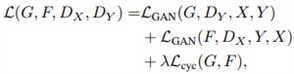 ℒ(G, F, D_X, D_Y) = ℒ_GAN(G, D_Y, X, Y)
+ ℒ_GAN(F, D_X, Y, X)
+ λℒ_cyc(G, F),